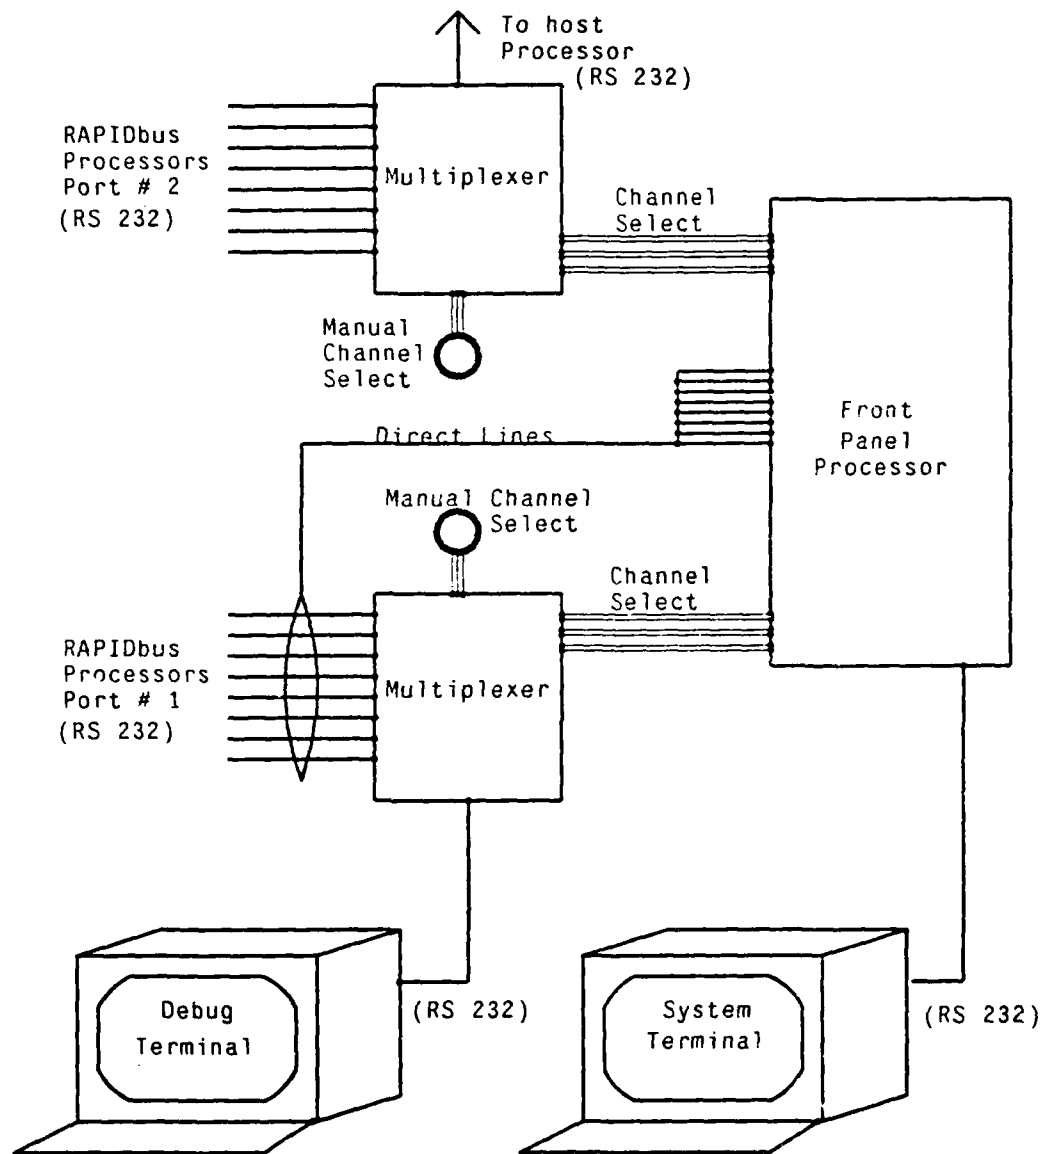 To host
Processor
(RS 232)
RAPIDbus
Processors
Port # 2
(RS 232)
Multiplexer
Channel
Select
Manual
Channel
Select
Front
Panel
Processor
Direct Lines
Manual Channel
Select
Channel
Select
RAPIDbus
Processors
Port # 1
(RS 232)
Multiplexer
Debug
Terminal
(RS 232)
System
Terminal
(RS 232)